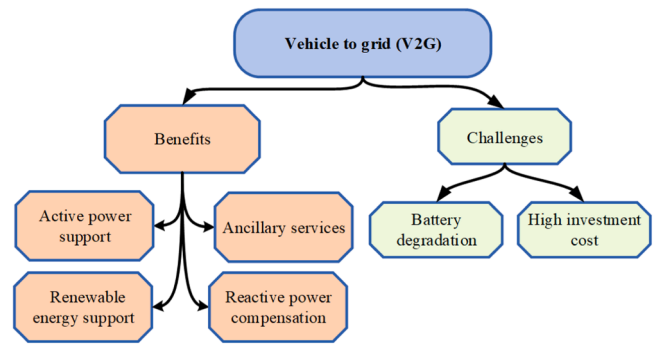 Vehicle to grid (V2G)
Benefits
Challenges
Active power
support
Ancillary services
Battery
degradation
High investment
cost
Renewable
energy support
Reactive power
compensation